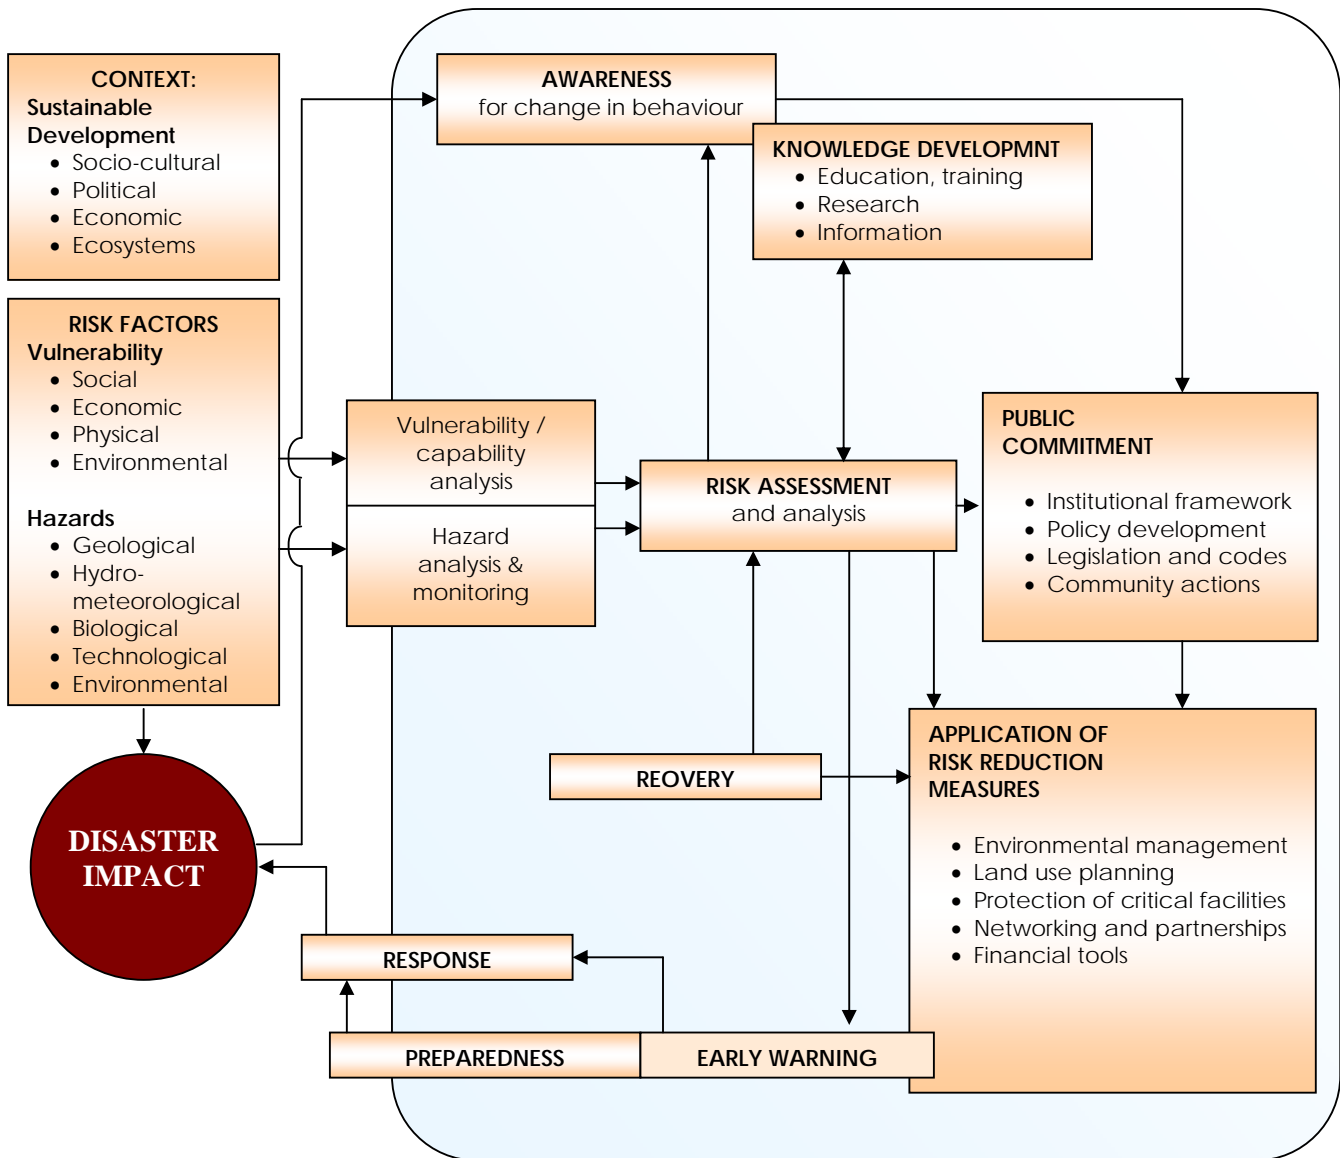 CONTEXT:
Sustainable
Development
• Socio-cultural
• Political
• Economic
• Ecosystems
RISK FACTORS
Vulnerability
• Social
• Economic
• Physical
• Environmental
Hazards
• Geological
• Hydro-
meteorological
• Biological
• Technological
• Environmental
DISASTER
IMPACT
AWARENESS
for change in behaviour
KNOWLEDGE DEVELOPMNT
• Education, training
• Research
• Information
Vulnerability /
capability
analysis
Hazard
analysis &
monitoring
RISK ASSESSMENT
and analysis
PUBLIC
COMMITMENT
• Institutional framework
• Policy development
• Legislation and codes
• Community actions
REOVERY
APPLICATION OF
RISK REDUCTION
MEASURES
• Environmental management
• Land use planning
• Protection of critical facilities
• Networking and partnerships
• Financial tools
RESPONSE
PREPAREDNESS
EARLY WARNING